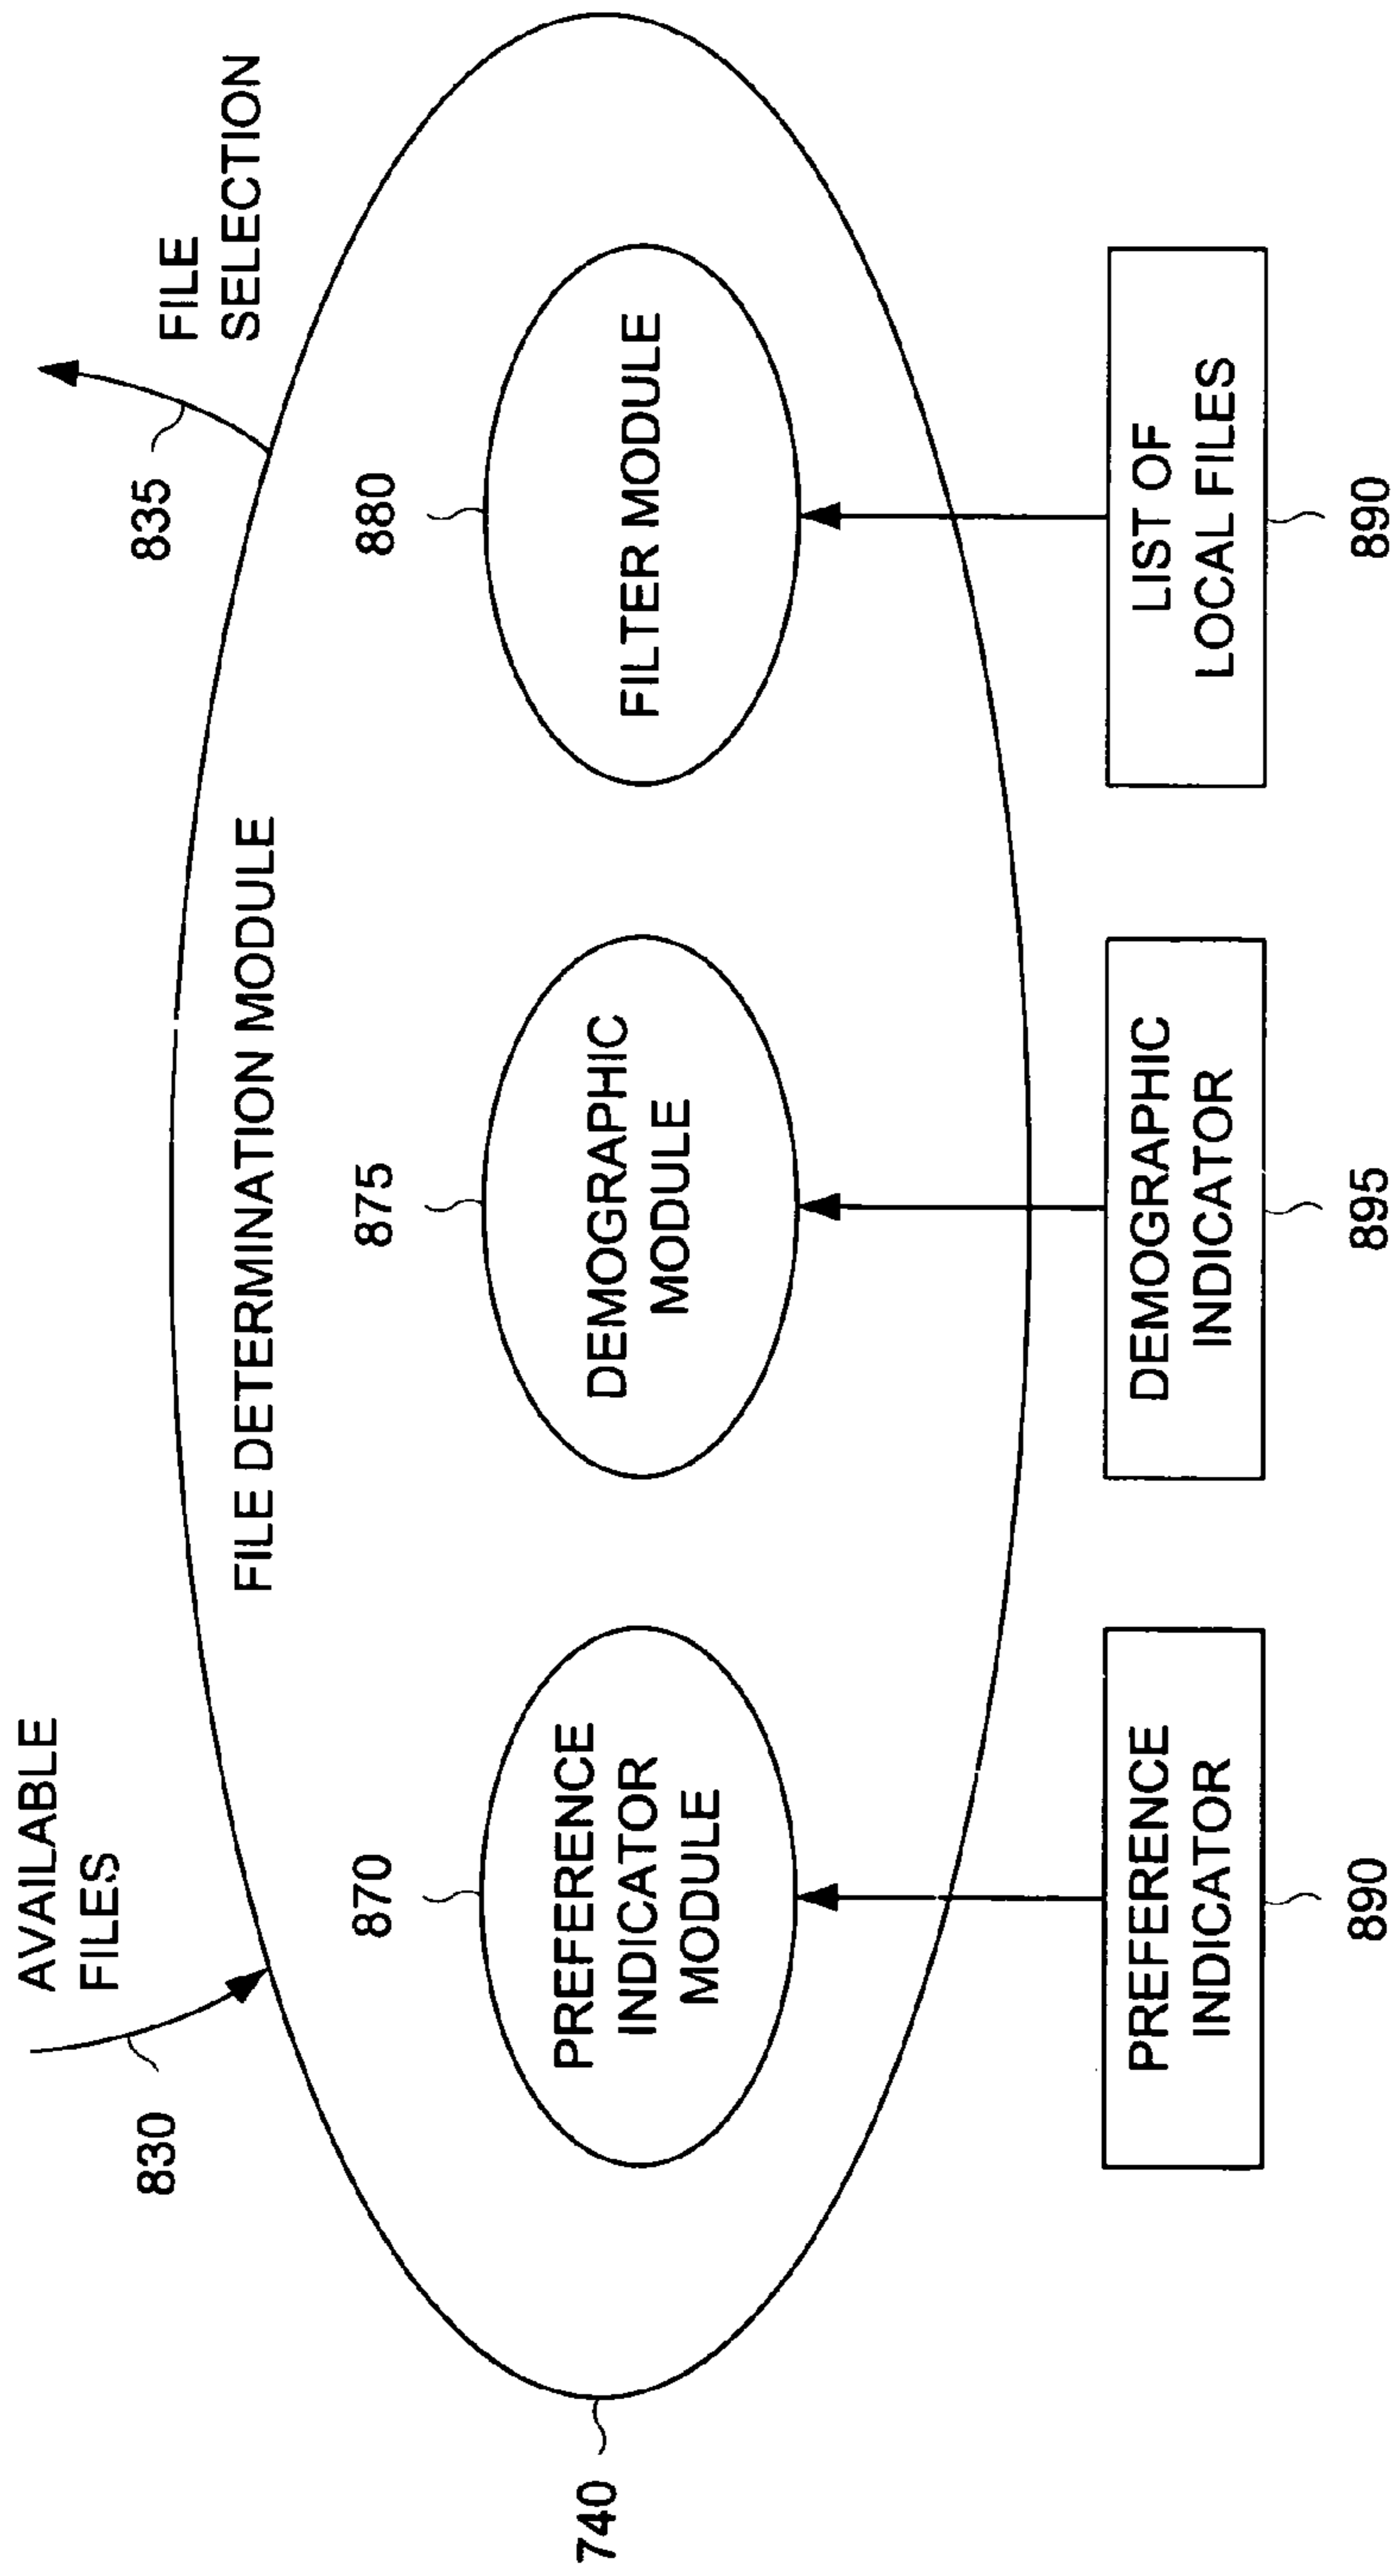 AVAILABLE
FILES
830
FILE
SELECTION
835
740
FILE DETERMINATION MODULE
870
PREFERENCE
INDICATOR
MODULE
875
DEMOGRAPHIC
MODULE
880
FILTER MODULE
PREFERENCE
INDICATOR
890
DEMOGRAPHIC
INDICATOR
895
LIST OF
LOCAL FILES
890